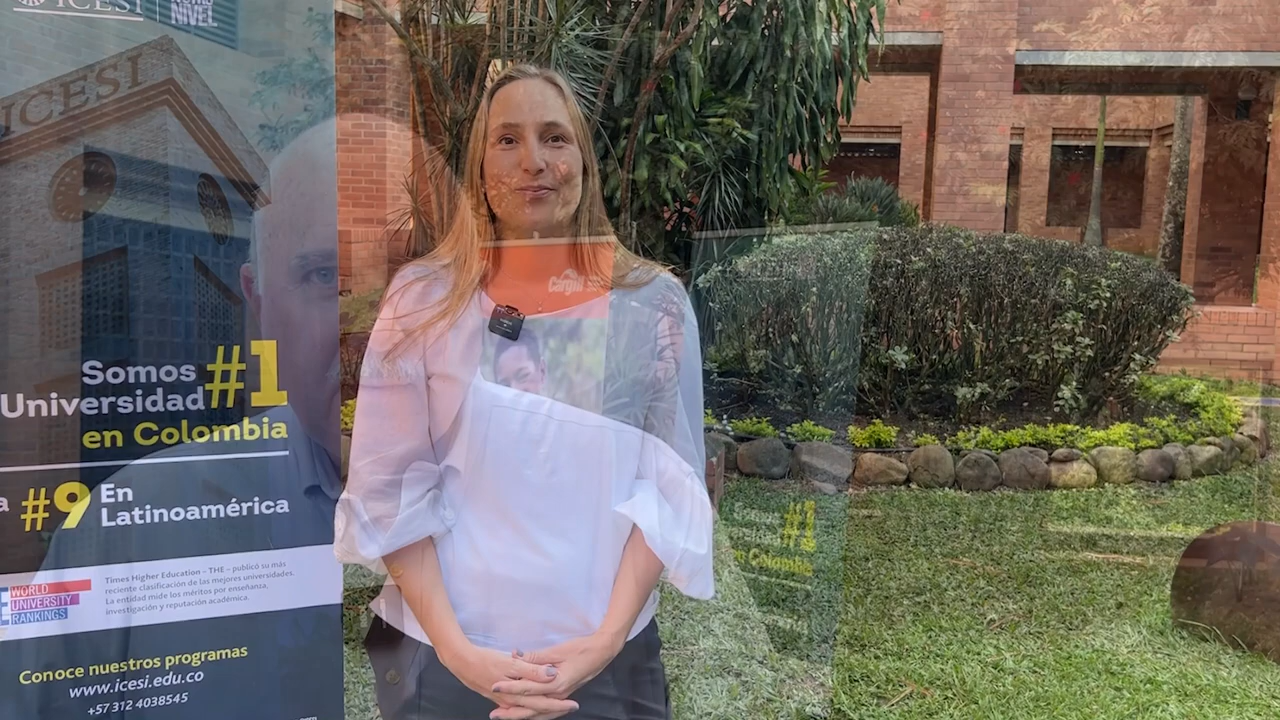 ICESI
NIVEL
ICESI
Somos #1
Universidad
en Colombia
#9 En
Latinoamérica
WORLD
UNIVERSITY
RANKINGS
Times Higher Education – THE – publicó su más
reciente clasificación de las mejores universidades.
La entidad mide los méritos por enseñanza,
investigación y reputación académica.
Conoce nuestros programas
www.icesi.edu.co
+57 312 4038545
Cargill
#1
en Colombia